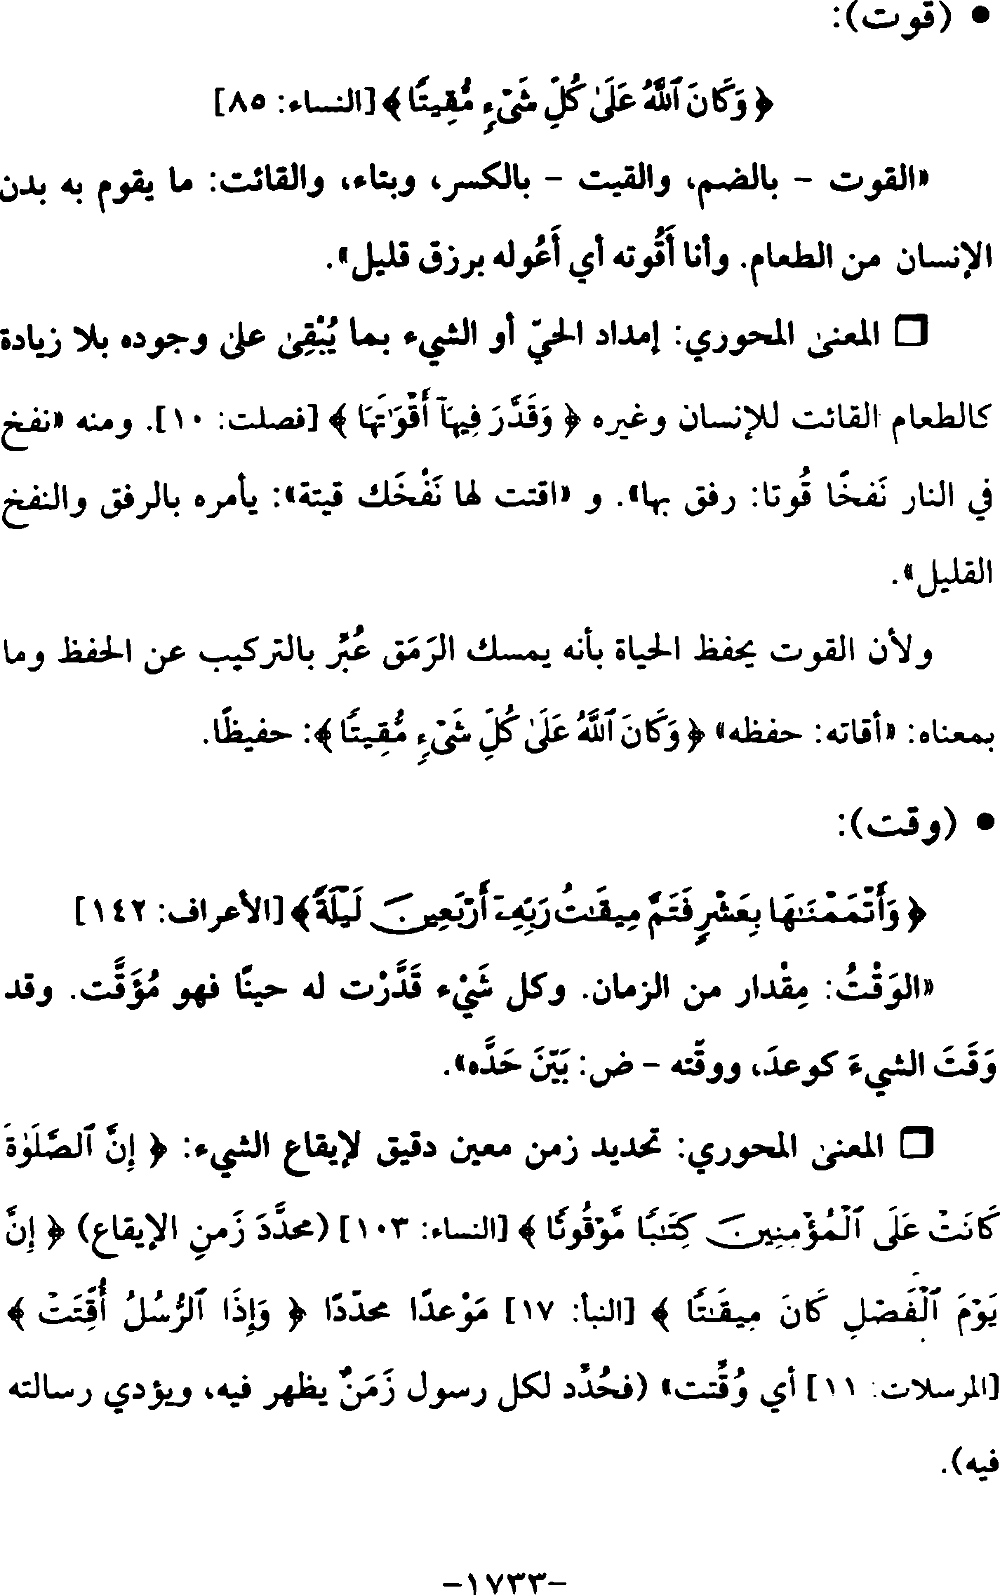 • (قوت):
﴿ وَكَانَ ٱللَّهُ عَلَىٰ كُلِّ شَىْءٍ مُّقِيتًا ﴾ [النساء: ٨٥]
«القوت - بالضم، والقيت - بالكسر، وبتاء، والقائت: ما يقوم به بدن
الإنسان من الطعام. وأنا أَقُوته أي أَعُوله برزق قليل».
❐ المعنى المحوري: إمداد الحيّ أو الشيء بما يُبْقِي على وجوده بلا زيادة
كالطعام القائت للإنسان وغيره ﴿ وَقَدَّرَ فِيهَآ أَقْوَٰتَهَا ﴾ [فصلت: ١٠]. ومنه «نفخ
في النار نَفخًا قُوتا: رفق بها». و «اقتت لها نَفْخَك قيتة»: يأمره بالرفق والنفخ
القليل».
ولأن القوت يحفظ الحياة بأنه يمسك الرَمَق عُبِّر بالتركيب عن الحفظ وما
بمعناه: «أقاته: حفظه» ﴿ وَكَانَ ٱللَّهُ عَلَىٰ كُلِّ شَىْءٍ مُّقِيتًا ﴾: حفيظًا.
• (وقت):
﴿ وَأَتْمَمْنَٰهَا بِعَشْرٍ فَتَمَّ مِيقَٰتُ رَبِّهِۦٓ أَرْبَعِينَ لَيْلَةً ﴾ [الأعراف: ١٤٢]
«الوَقْتُ: مِقْدار من الزمان. وكل شَيْء قَدَّرْت له حينًا فهو مُؤَقَّت. وقد
وَقَتَ الشيءَ كوعدَ، ووقّته - ض: بَيّنَ حَدَّه».
❐ المعنى المحوري: تحديد زمن معين دقيق لإيقاع الشيء: ﴿ إِنَّ ٱلصَّلَوٰةَ
كَانَتْ عَلَى ٱلْمُؤْمِنِينَ كِتَٰبًا مَّوْقُوتًا ﴾ [النساء: ١٠٣] (محدَّدَ زَمنِ الإيقاع) ﴿ إِنَّ
يَوْمَ ٱلْفَصْلِ كَانَ مِيقَٰتًا ﴾ [النبأ: ١٧] مَوْعدًا محدّدًا ﴿ وَإِذَا ٱلرُّسُلُ أُقِّتَتْ ﴾
[المرسلات: ١١] أي وُقِّتت» (فحُدِّد لكل رسول زَمَنٌ يظهر فيه، ويؤدي رسالته
فيه).
-١٧٣٣-